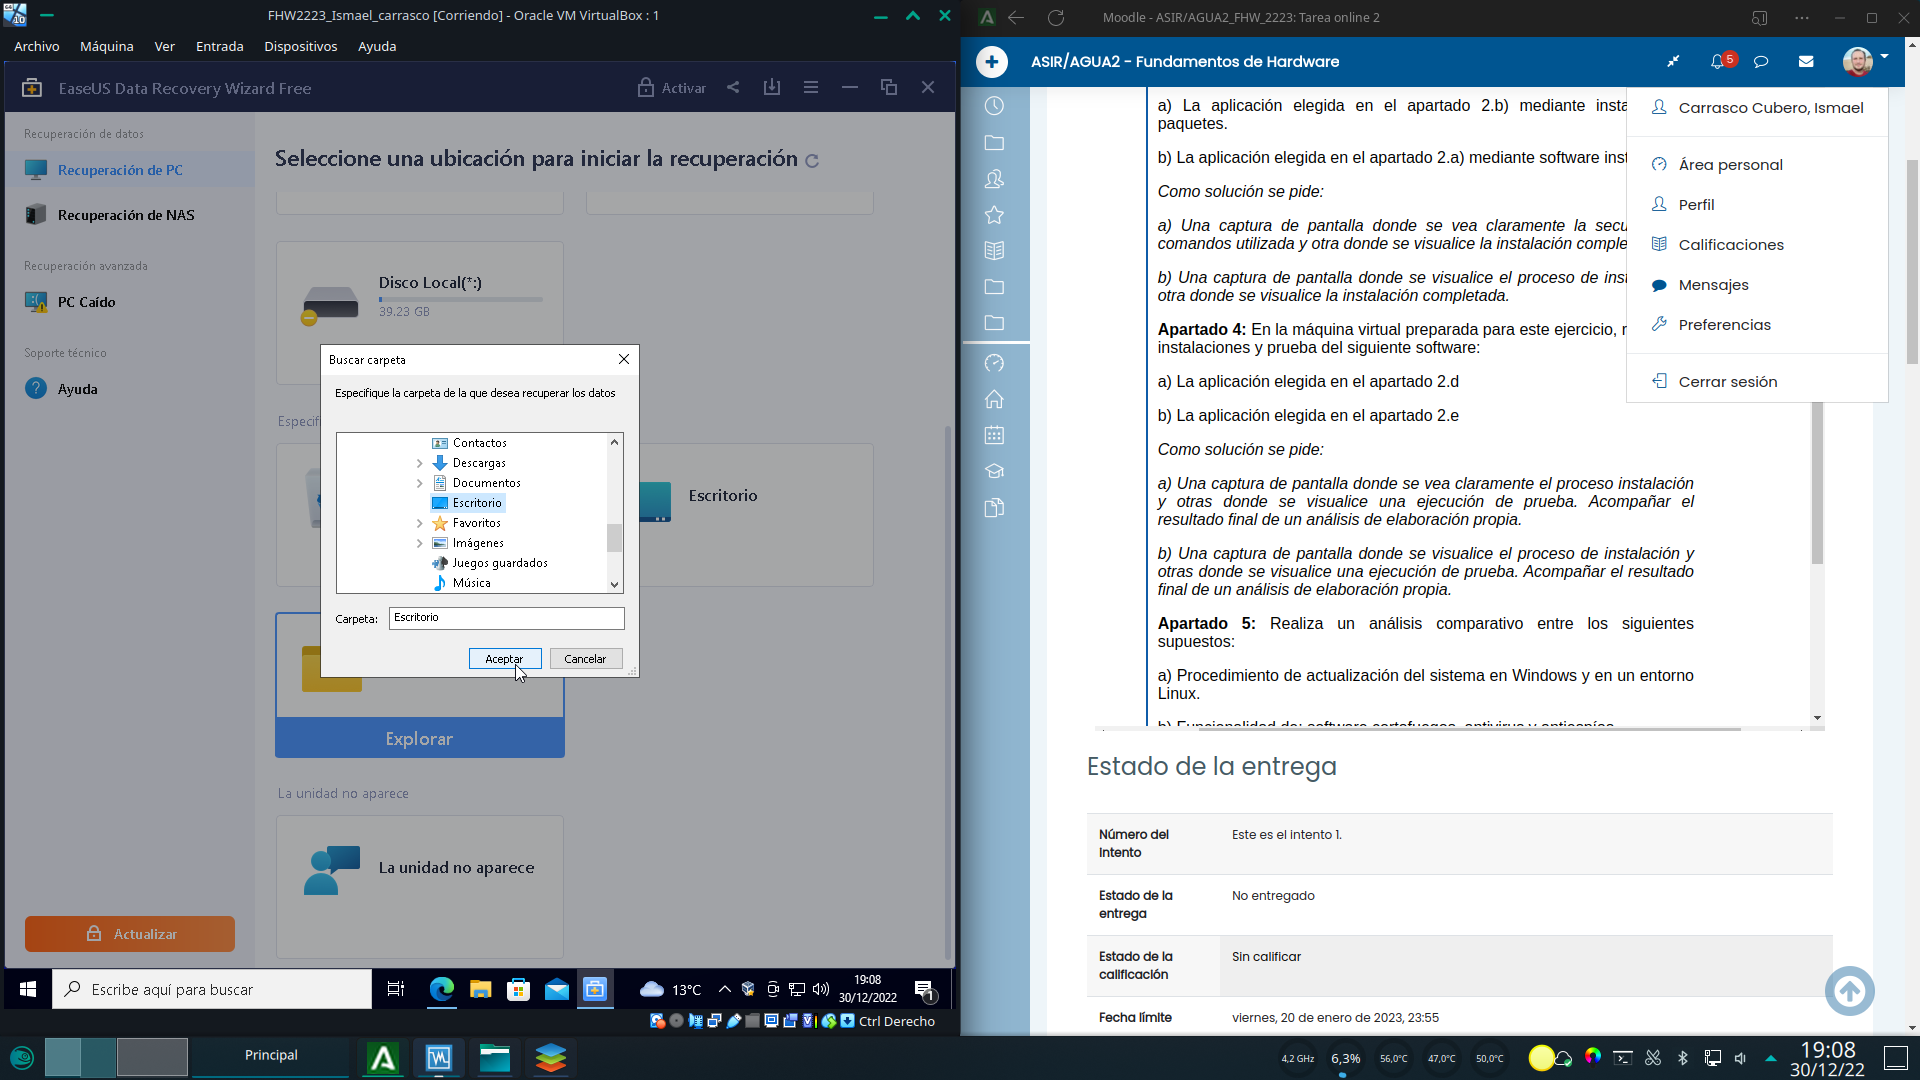 FHW2223_Ismael_carrasco [Corriendo] - Oracle VM VirtualBox : 1
Archivo Máquina Ver Entrada Dispositivos Ayuda
EaseUS Data Recovery Wizard Free
Activar
Recuperación de datos
Recuperación de PC
Recuperación de NAS
Recuperación avanzada
PC Caído
Soporte técnico
Ayuda
Actualizar
Seleccione una ubicación para iniciar la recuperación
Disco Local(*:)
39.23 GB
Especif
Escritorio
Explorar
La unidad no aparece
La unidad no aparece
Buscar carpeta
Especifique la carpeta de la que desea recuperar los datos
Contactos
Descargas
Documentos
Escritorio
Favoritos
Imágenes
Juegos guardados
Música
Carpeta:
Escritorio
Aceptar
Cancelar
Escribe aquí para buscar
13°C
19:08
30/12/2022
1
Ctrl Derecho
Moodle - ASIR/AGUA2_FHW_2223: Tarea online 2
ASIR/AGUA2 - Fundamentos de Hardware
5
Carrasco Cubero, Ismael
Área personal
Perfil
Calificaciones
Mensajes
Preferencias
Cerrar sesión
a) La aplicación elegida en el apartado 2.b) mediante insta
paquetes.
b) La aplicación elegida en el apartado 2.a) mediante software inst
Como solución se pide:
a) Una captura de pantalla donde se vea claramente la secu
comandos utilizada y otra donde se visualice la instalación comple
b) Una captura de pantalla donde se visualice el proceso de inst
otra donde se visualice la instalación completada.
Apartado 4: En la máquina virtual preparada para este ejercicio, r
instalaciones y prueba del siguiente software:
a) La aplicación elegida en el apartado 2.d
b) La aplicación elegida en el apartado 2.e
Como solución se pide:
a) Una captura de pantalla donde se vea claramente el proceso instalación
y otras donde se visualice una ejecución de prueba. Acompañar el
resultado final de un análisis de elaboración propia.
b) Una captura de pantalla donde se visualice el proceso de instalación y
otras donde se visualice una ejecución de prueba. Acompañar el resultado
final de un análisis de elaboración propia.
Apartado 5: Realiza un análisis comparativo entre los siguientes
supuestos:
a) Procedimiento de actualización del sistema en Windows y en un entorno
Linux.
b) Funcionalidad de: software cortafuegos, antivirus y antiespías.
Estado de la entrega
Número del intento
Este es el intento 1.
Estado de la entrega
No entregado
Estado de la calificación
Sin calificar
Fecha límite
viernes, 20 de enero de 2023, 23:55
Principal
4,2 GHz
6,3%
56,0°C
47,0°C
50,0°C
19:08
30/12/22